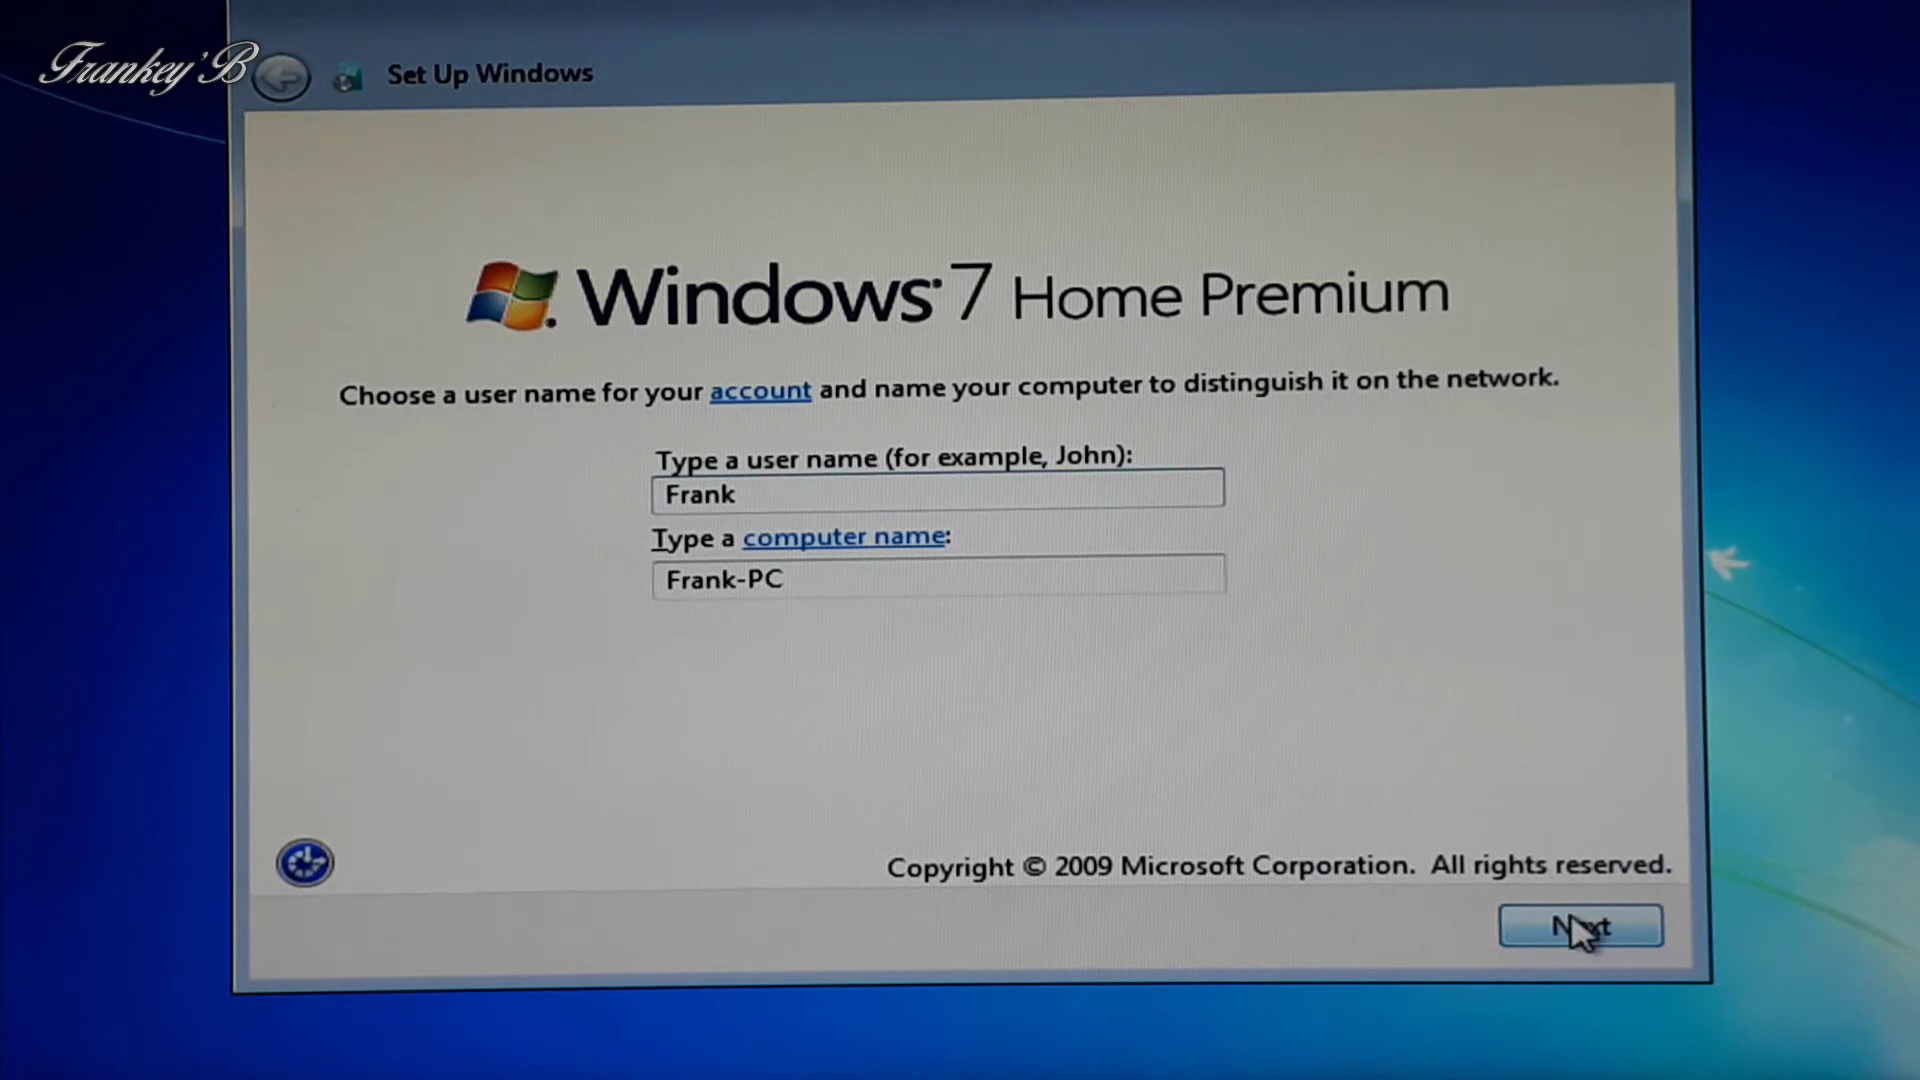 Frankey'B
Set Up Windows
Windows 7 Home Premium
Choose a user name for your account and name your computer to distinguish it on the network.
Type a user name (for example, John):
Frank
Type a computer name:
Frank-PC
Copyright © 2009 Microsoft Corporation. All rights reserved.
Next